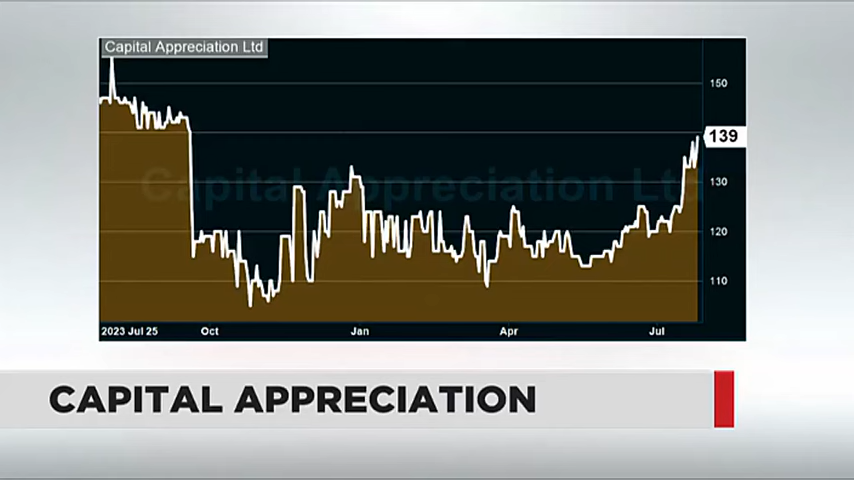 Capital Appreciation Ltd
150
139
Capital Appreciation Ltd
130
120
110
2023 Jul 25 Oct Jan Apr Jul
CAPITAL APPRECIATION